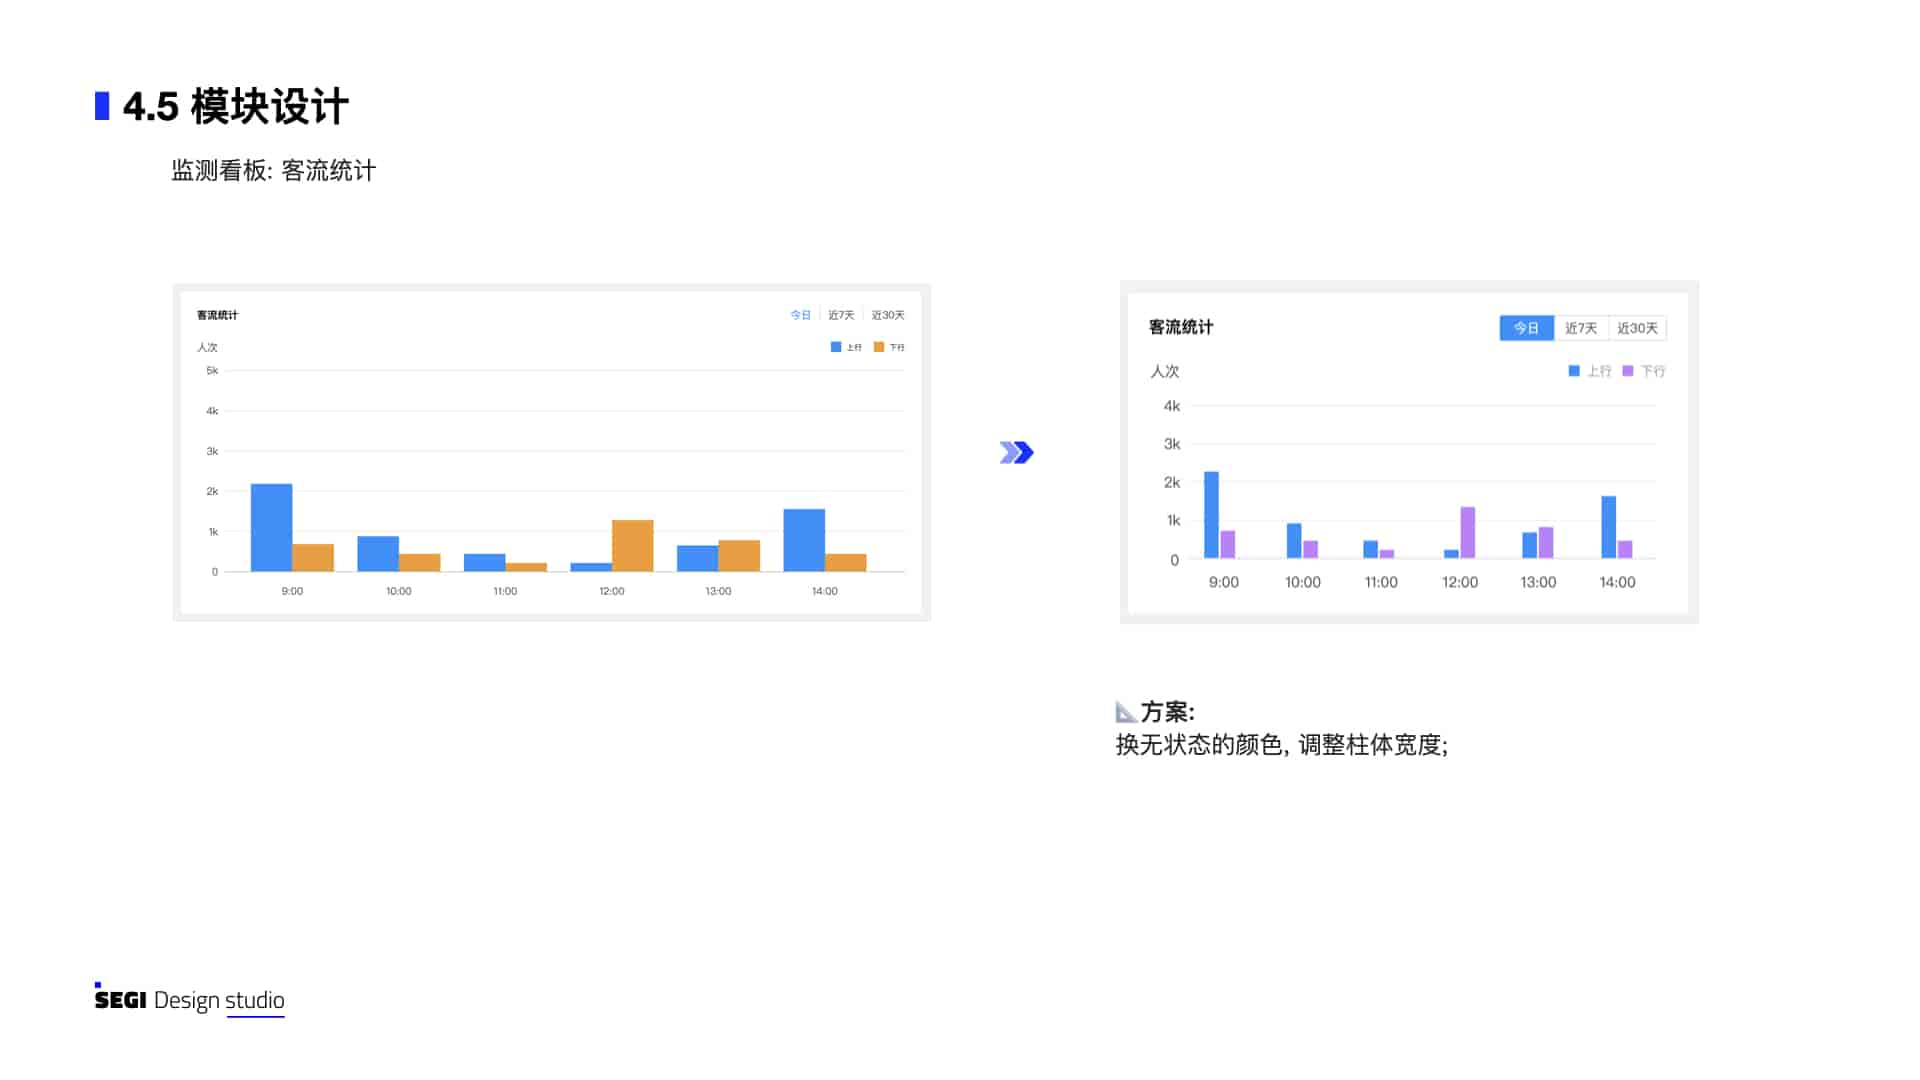 4.5 模块设计
监测看板: 客流统计
客流统计
今日 近7天 近30天
人次
上行 下行
5k
4k
3k
2k
1k
0
9:00 10:00 11:00 12:00 13:00 14:00
客流统计
今日 近7天 近30天
人次
上行 下行
4k
3k
2k
1k
0
9:00 10:00 11:00 12:00 13:00 14:00
方案:
换无状态的颜色, 调整柱体宽度;
SEGI Design studio